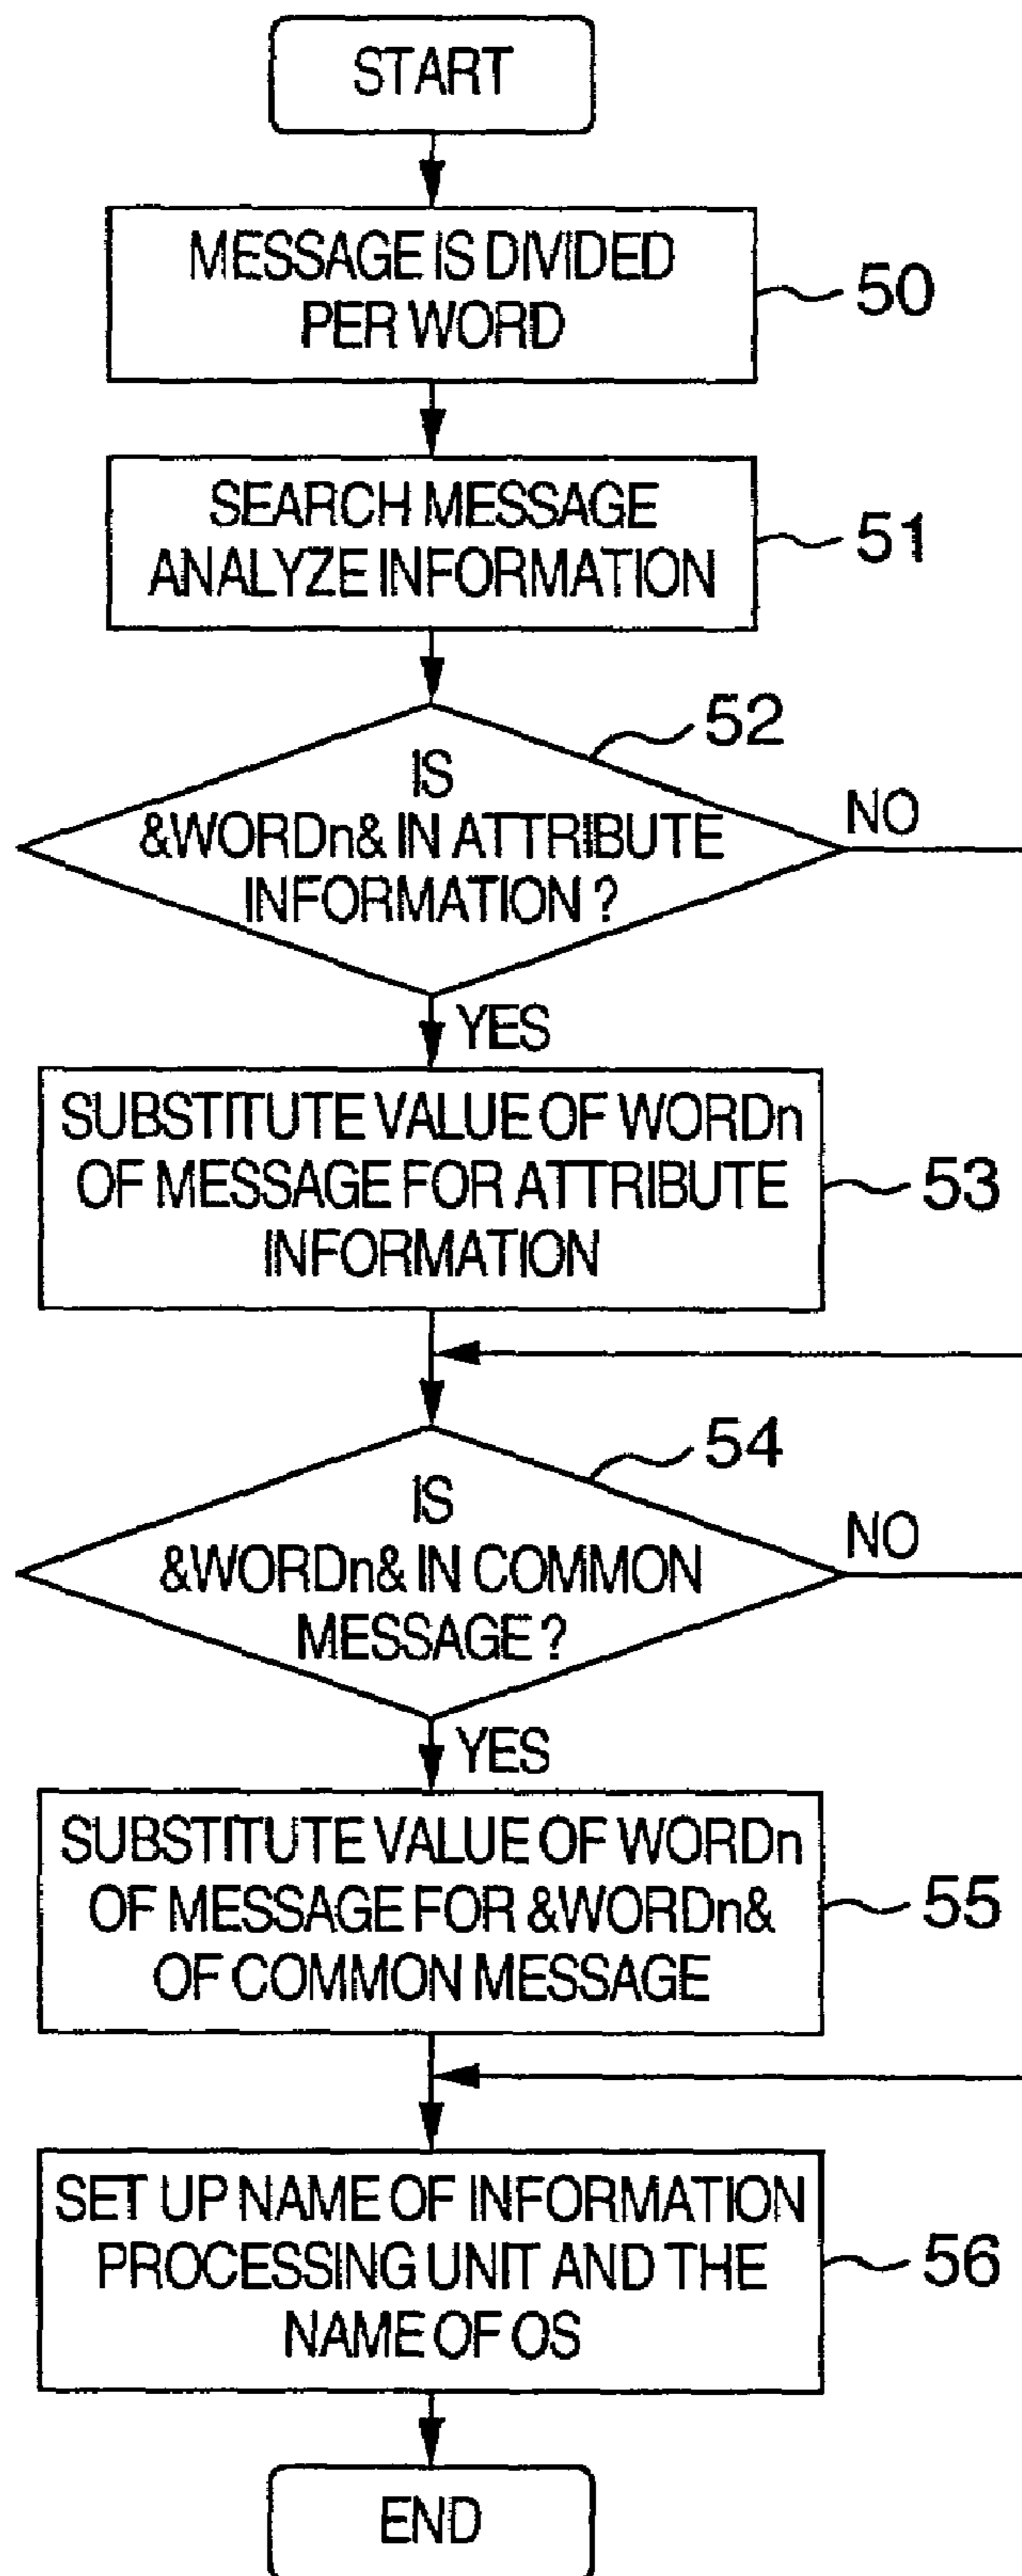 START
MESSAGE IS DIVIDED
PER WORD
50
SEARCH MESSAGE
ANALYZE INFORMATION
51
52
IS
&WORDn& IN ATTRIBUTE
INFORMATION ?
NO
YES
SUBSTITUTE VALUE OF WORDn
OF MESSAGE FOR ATTRIBUTE
INFORMATION
53
54
IS
&WORDn& IN COMMON
MESSAGE ?
NO
YES
SUBSTITUTE VALUE OF WORDn
OF MESSAGE FOR &WORDn&
OF COMMON MESSAGE
55
SET UP NAME OF INFORMATION
PROCESSING UNIT AND THE
NAME OF OS
56
END